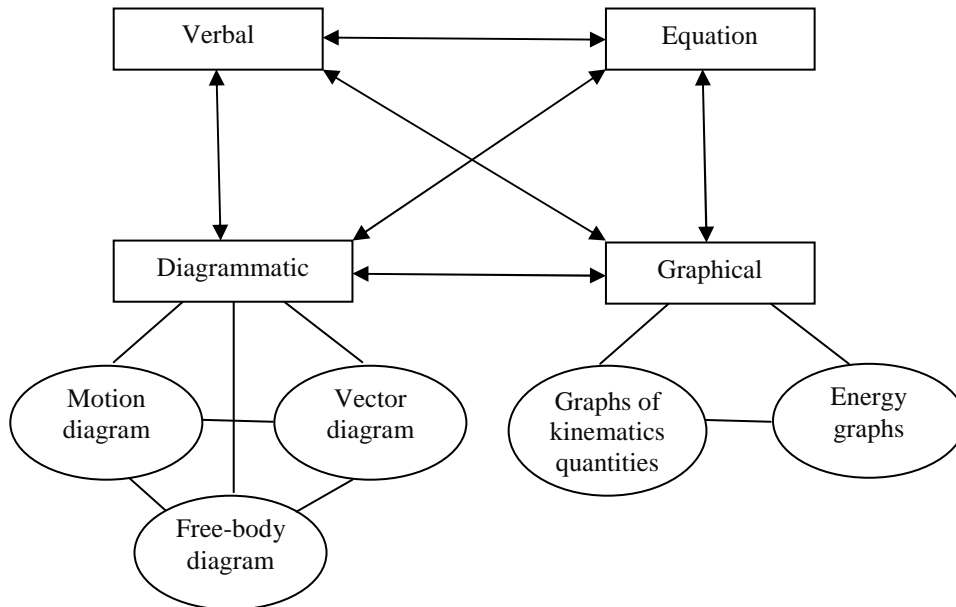 Verbal
Equation
Diagrammatic
Graphical
Motion
diagram
Vector
diagram
Graphs of
kinematics
quantities
Energy
graphs
Free-body
diagram